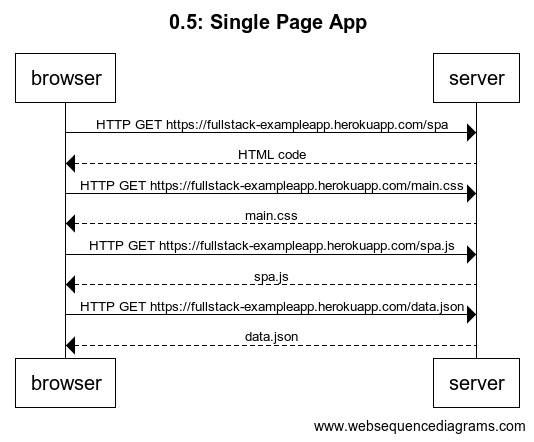 0.5: Single Page App
browser
server
HTTP GET https://fullstack-exampleapp.herokuapp.com/spa
HTML code
HTTP GET https://fullstack-exampleapp.herokuapp.com/main.css
main.css
HTTP GET https://fullstack-exampleapp.herokuapp.com/spa.js
spa.js
HTTP GET https://fullstack-exampleapp.herokuapp.com/data.json
data.json
browser
server
www.websequencediagrams.com